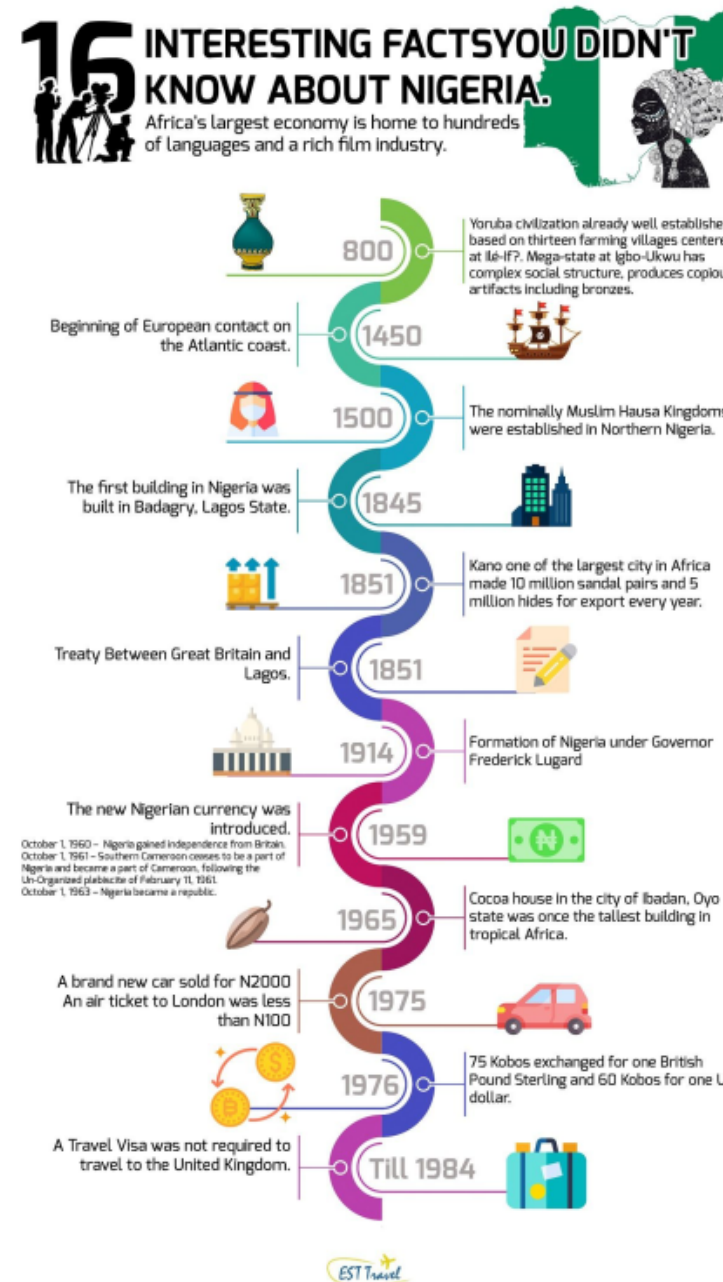 16 INTERESTING FACTSYOU DIDN'T
KNOW ABOUT NIGERIA.
Africa's largest economy is home to hundreds
of languages and a rich film industry.
800
Yoruba civilization already well establishe
based on thirteen farming villages centere
at Ilé-If?. Mega-state at Igbo-Ukwu has
complex social structure, produces copiou
artifacts including bronzes.
Beginning of European contact on
the Atlantic coast.
1450
1500
The nominally Muslim Hausa Kingdoms
were established in Northern Nigeria.
The first building in Nigeria was
built in Badagry, Lagos State.
1845
1851
Kano one of the largest city in Africa
made 10 million sandal pairs and 5
million hides for export every year.
Treaty Between Great Britain and
Lagos.
1851
1914
Formation of Nigeria under Governor
Frederick Lugard
The new Nigerian currency was
introduced.
October 1, 1960 – Nigeria gained independence from Britain.
October 1, 1961 – Southern Cameroon ceases to be a part of
Nigeria and became a part of Cameroon, following the
Un-Organized plebiscite of February 11, 1961.
October 1, 1963 – Nigeria became a republic.
1959
₦
1965
Cocoa house in the city of Ibadan, Oyo
state was once the tallest building in
tropical Africa.
A brand new car sold for N2000
An air ticket to London was less
than N100
1975
$
₿
1976
75 Kobos exchanged for one British
Pound Sterling and 60 Kobos for one U
dollar.
A Travel Visa was not required to
travel to the United Kingdom.
Till 1984
EST Travel